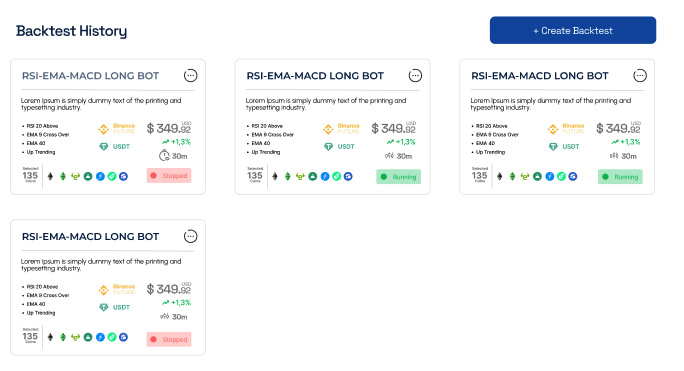 Backtest History
+ Create Backtest
RSI-EMA-MACD LONG BOT
Lorem Ipsum is simply dummy text of the printing and
typesetting industry.
• RSI 20 Above
• EMA 9 Cross Over
• EMA 40
• Up Trending
Binance
FUTURE
USDT
$ 349.92
USD
+1,3%
30m
Selected
135
Coins
Stopped
RSI-EMA-MACD LONG BOT
Lorem Ipsum is simply dummy text of the printing and
typesetting industry.
• RSI 20 Above
• EMA 9 Cross Over
• EMA 40
• Up Trending
Binance
FUTURE
USDT
$ 349.92
USD
+1,3%
30m
Selected
135
Coins
Running
RSI-EMA-MACD LONG BOT
Lorem Ipsum is simply dummy text of the printing and
typesetting industry.
• RSI 20 Above
• EMA 9 Cross Over
• EMA 40
• Up Trending
Binance
FUTURE
USDT
$ 349.92
USD
+1,3%
30m
Selected
135
Coins
Running
RSI-EMA-MACD LONG BOT
Lorem Ipsum is simply dummy text of the printing and
typesetting industry.
• RSI 20 Above
• EMA 9 Cross Over
• EMA 40
• Up Trending
Binance
FUTURE
USDT
$ 349.92
USD
+1,3%
30m
Selected
135
Coins
Stopped